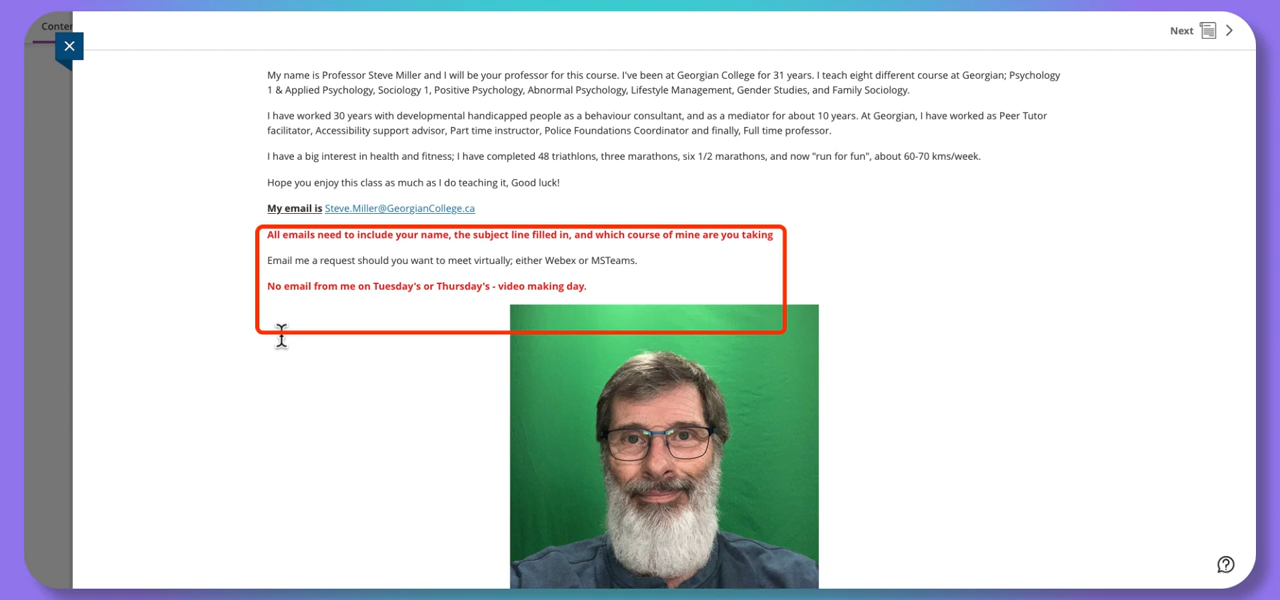 Conten
Next
My name is Professor Steve Miller and I will be your professor for this course. I've been at Georgian College for 31 years. I teach eight different course at Georgian; Psychology
1 & Applied Psychology, Sociology 1, Positive Psychology, Abnormal Psychology, Lifestyle Management, Gender Studies, and Family Sociology.
I have worked 30 years with developmental handicapped people as a behaviour consultant, and as a mediator for about 10 years. At Georgian, I have worked as Peer Tutor
facilitator, Accessibility support advisor, Part time instructor, Police Foundations Coordinator and finally, Full time professor.
I have a big interest in health and fitness; I have completed 48 triathlons, three marathons, six 1/2 marathons, and now "run for fun", about 60-70 kms/week.
Hope you enjoy this class as much as I do teaching it, Good luck!
My email is Steve.Miller@GeorgianCollege.ca
All emails need to include your name, the subject line filled in, and which course of mine are you taking
Email me a request should you want to meet virtually; either Webex or MSTeams.
No email from me on Tuesday's or Thursday's - video making day.